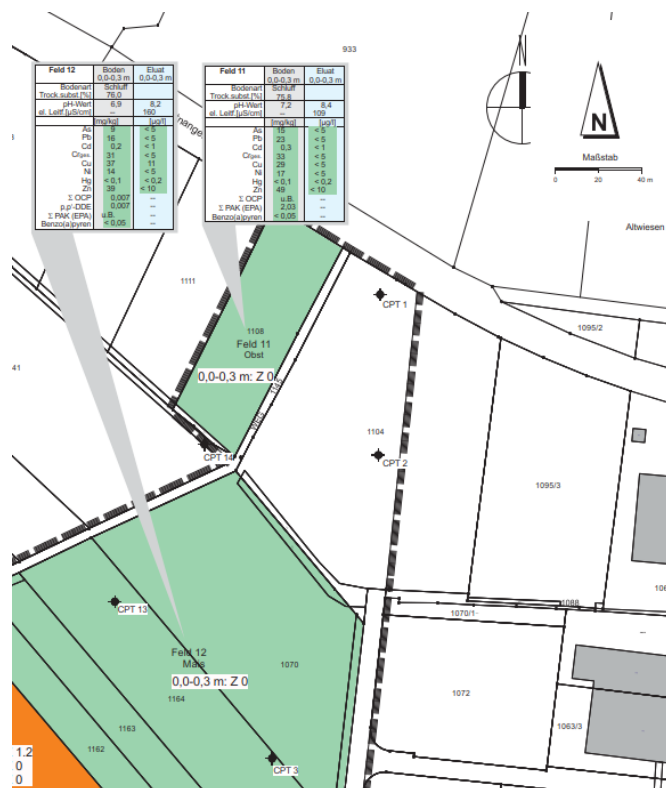 933
Feld 12 Boden Eluat
0,0-0,3 m 0,0-0,3 m
Bodenart Schluff
Trock.subst.[%] 76,0
pH-Wert 6,9 8,2
el. Leitf.[µS/cm] -- 160
[mg/kg] [µg/l]
As 9 < 5
Pb 16 < 5
Cd 0,2 < 1
Crges. 31 < 5
Cu 37 11
Ni 14 < 5
Hg < 0,1 < 0,2
Zn 39 < 10
Σ OCP 0,007 --
p,p'-DDE 0,007 --
Σ PAK (EPA) u.B. --
Benzo(a)pyren < 0,05 --
Feld 11 Boden Eluat
0,0-0,3 m 0,0-0,3 m
Bodenart Schluff
Trock.subst.[%] 75,8
pH-Wert 7,2 8,4
el. Leitf.[µS/cm] -- 109
[mg/kg] [µg/l]
As 15 < 5
Pb 23 < 5
Cd 0,3 < 1
Crges. 33 < 5
Cu 29 < 5
Ni 17 < 5
Hg < 0,1 < 0,2
Zn 49 < 10
Σ OCP u.B. --
Σ PAK (EPA) 2,03 --
Benzo(a)pyren < 0,05 --
N
Maßstab
0 20 40 m
Altwiesen
1111
CPT 1
1095/2
1108
Feld 11
Obst
41
0,0-0,3 m: Z 0
1145
WEG
1104
CPT 14
CPT 2
1095/3
CPT 13
1088
106
1070/1
Feld 12
Mais
1070
0,0-0,3 m: Z 0
1164
1072
1163
1063/3
1162
CPT 3
1.2
0
0